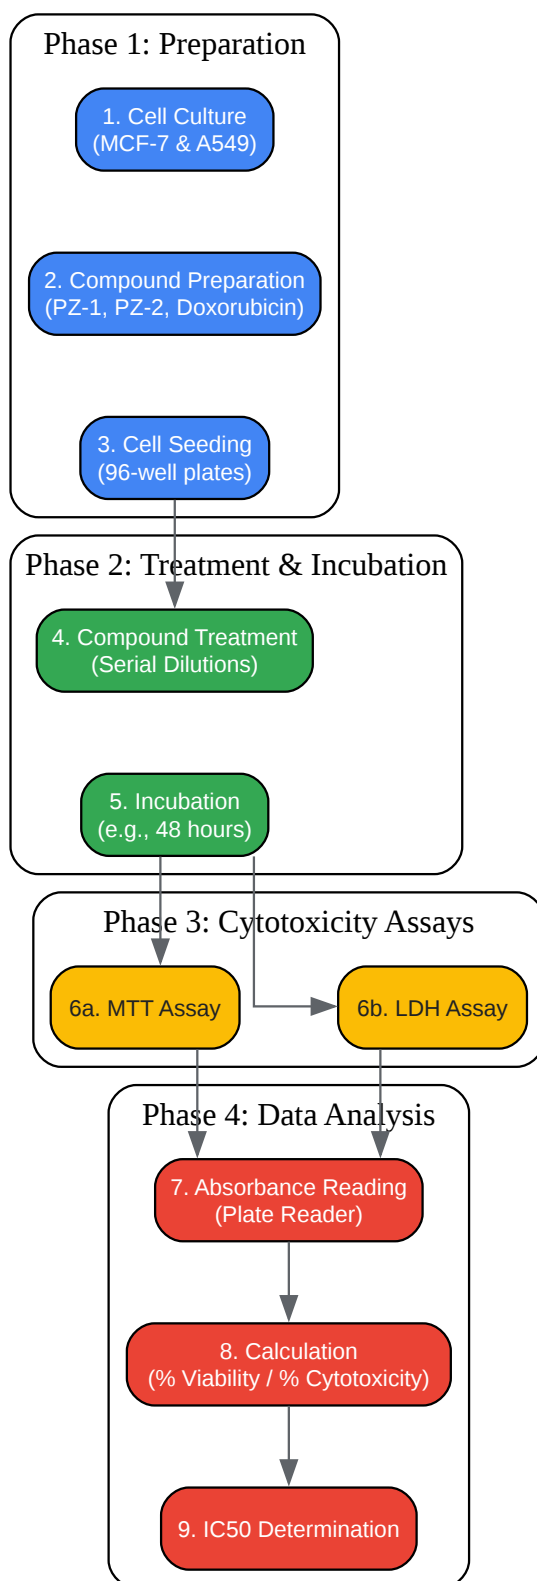 Phase 1: Preparation
1. Cell Culture
(MCF-7 & A549)
2. Compound Preparation
(PZ-1, PZ-2, Doxorubicin)
3. Cell Seeding
(96-well plates)
Phase 2: Treatment & Incubation
4. Compound Treatment
(Serial Dilutions)
5. Incubation
(e.g., 48 hours)
Phase 3: Cytotoxicity Assays
6a. MTT Assay
6b. LDH Assay
Phase 4: Data Analysis
7. Absorbance Reading
(Plate Reader)
8. Calculation
(% Viability / % Cytotoxicity)
9. IC50 Determination